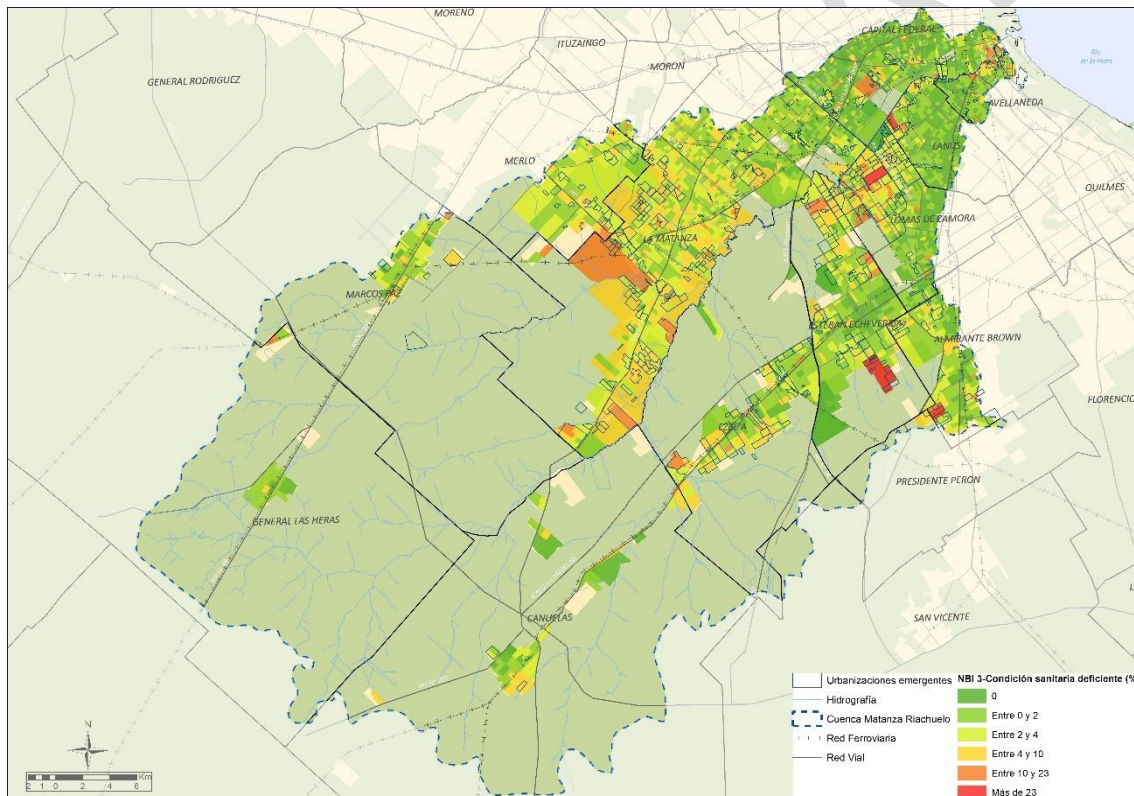 MORENO
CAPITAL FEDERAL
ITUZAINGO
Rio
de la Plata
MORON
GENERAL RODRIGUEZ
AVELLANEDA
LANUS
MERLO
QUILMES
LOMAS DE ZAMORA
LA MATANZA
MARCOS PAZ
ESTEBAN ECHEVERRIA
ALMIRANTE BROWN
FLORENCIO
EZEIZA
PRESIDENTE PERÓN
GENERAL LAS HERAS
CAÑUELAS
SAN VICENTE
L
N
2 1 0 2 4 6 Km
Urbanizaciones emergentes
Hidrografía
Cuenca Matanza Riachuelo
Red Ferroviaria
Red Vial
NBI 3-Condición sanitaria deficiente (%
0
Entre 0 y 2
Entre 2 y 4
Entre 4 y 10
Entre 10 y 23
Más de 23